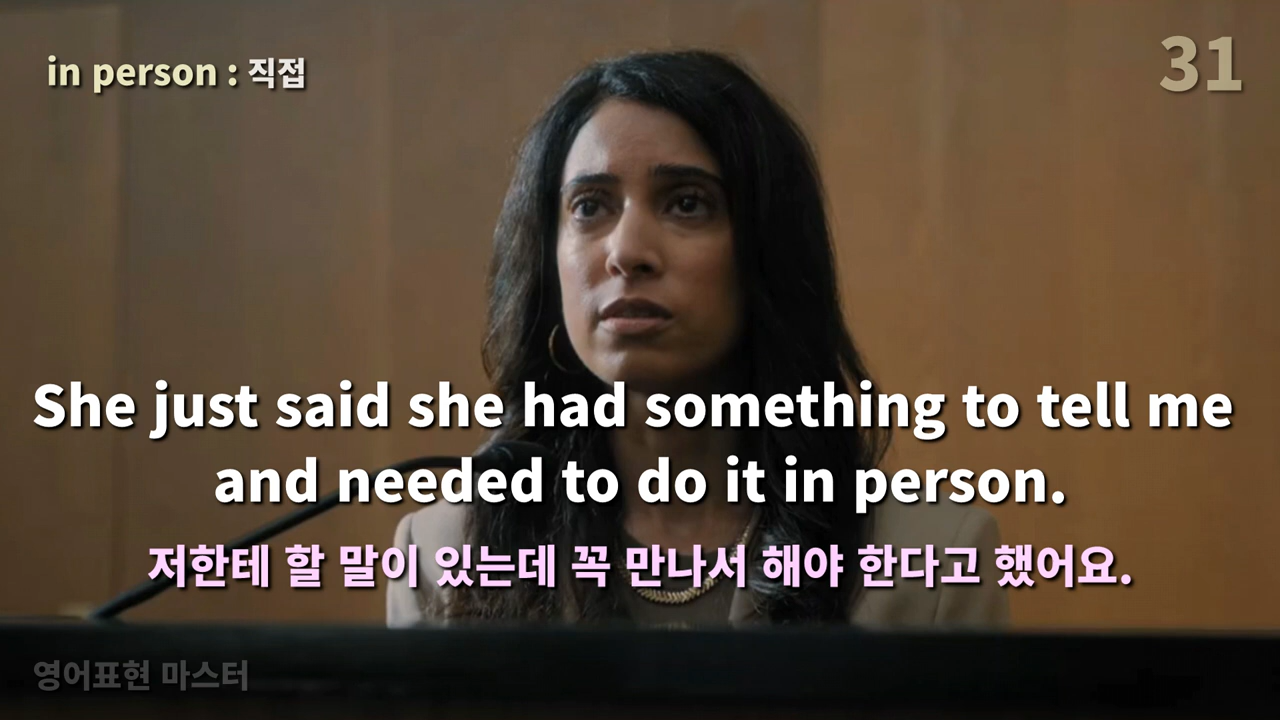 in person : 직접
31
She just said she had something to tell me
and needed to do it in person.
저한테 할 말이 있는데 꼭 만나서 해야 한다고 했어요.
영어표현 마스터